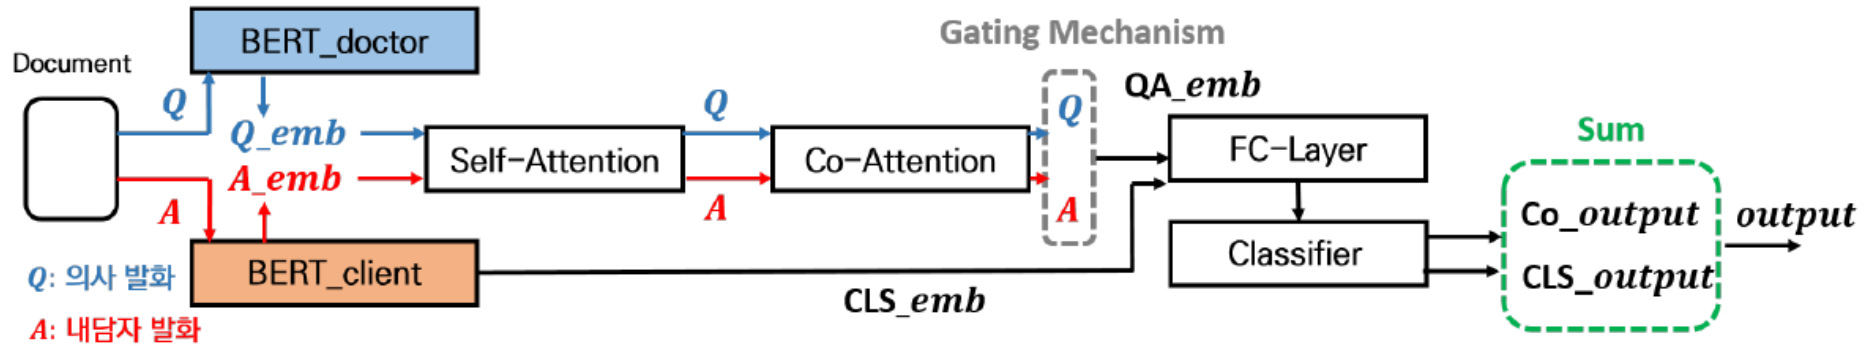 Document
BERT_doctor
Q
Q_emb
A_emb
A
BERT_client
Q: 의사 발화
A: 내담자 발화
Self-Attention
Q
A
Co-Attention
Gating Mechanism
Q
A
QA_emb
CLS_emb
FC-Layer
Classifier
Sum
Co_output
CLS_output
output